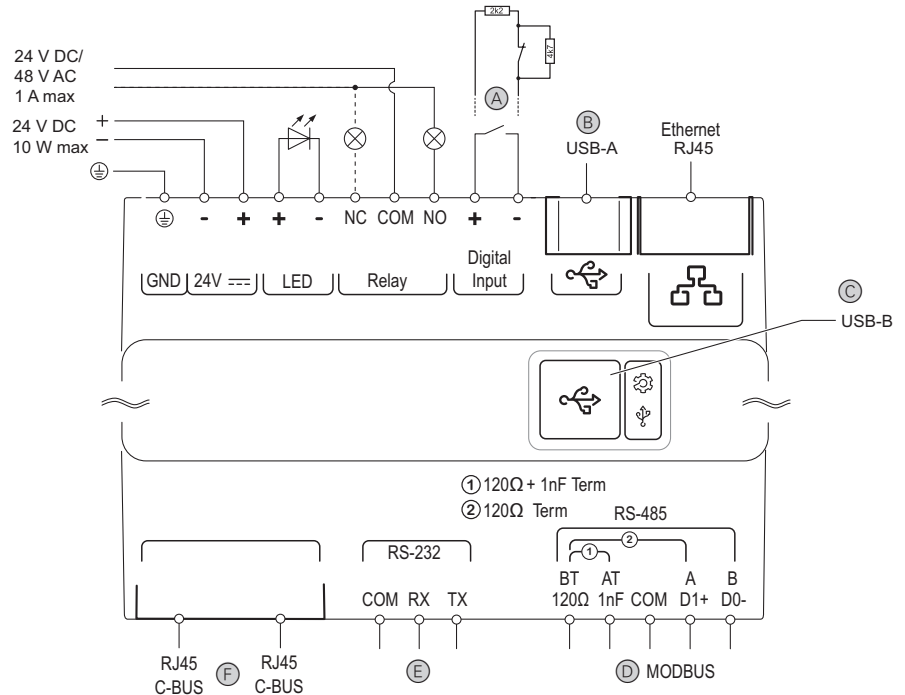 2k2
4k7
24 V DC/
48 V AC
1 A max
24 V DC +
10 W max −
A
B
USB-A
Ethernet
RJ45
- + + - NC COM NO + -
GND 24V LED Relay Digital
Input
C
USB-B
1 120Ω + 1nF Term
2 120Ω Term
RS-485
2
1
RS-232
BT AT A B
120Ω 1nF COM D1+ D0-
COM RX TX
RJ45
C-BUS
F
RJ45
C-BUS
E
D MODBUS